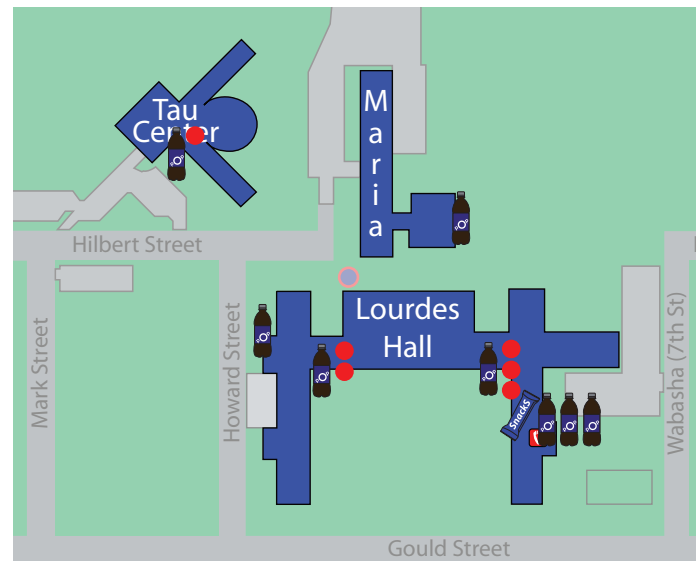 Tau
Center
M
a
r
i
a
Hilbert Street
Lourdes
Hall
Mark Street
Howard Street
Wabasha (7th St)
Snacks
Gould Street